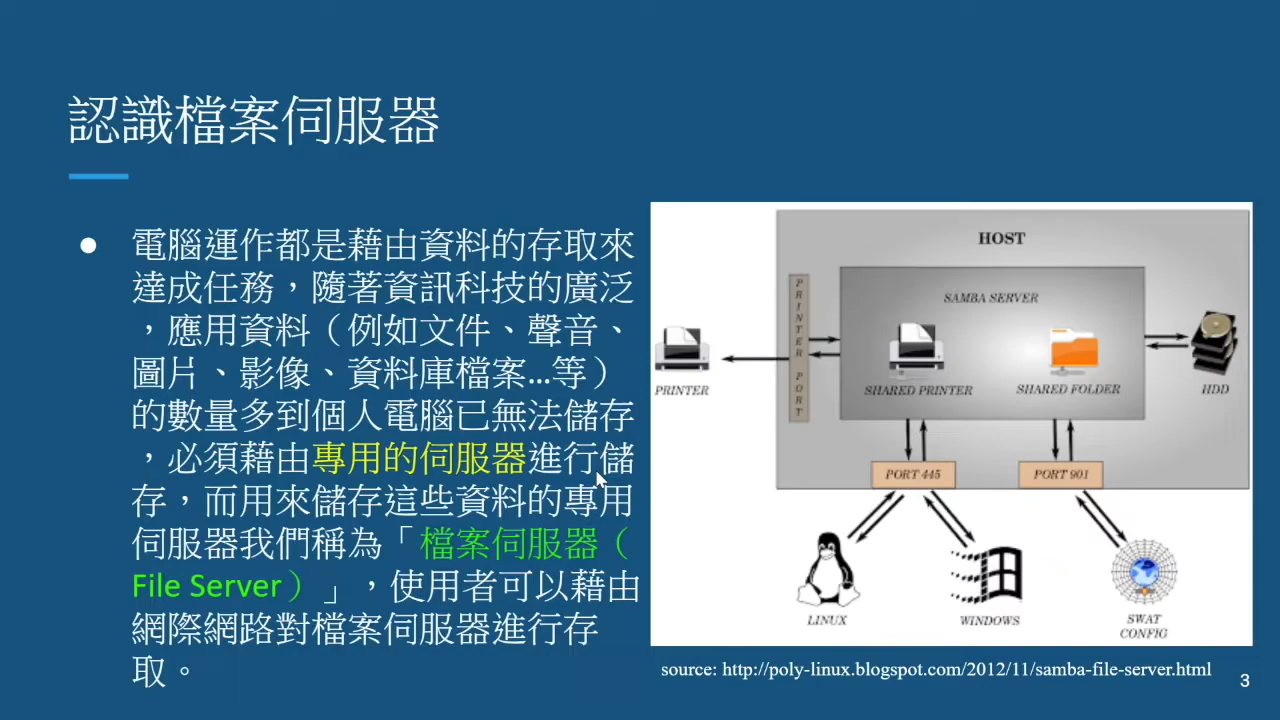 認識檔案伺服器
● 電腦運作都是藉由資料的存取來
達成任務，隨著資訊科技的廣泛
，應用資料（例如文件、聲音、
圖片、影像、資料庫檔案...等）
的數量多到個人電腦已無法儲存
，必須藉由專用的伺服器進行儲
存，而用來儲存這些資料的專用
伺服器我們稱為「檔案伺服器（
File Server）」，使用者可以藉由
網際網路對檔案伺服器進行存
取。
HOST
SAMBA SERVER
PRINTER PORT
PRINTER
SHARED PRINTER
SHARED FOLDER
HDD
PORT 445
PORT 901
LINUX
WINDOWS
SWAT
CONFIG
source: http://poly-linux.blogspot.com/2012/11/samba-file-server.html
3